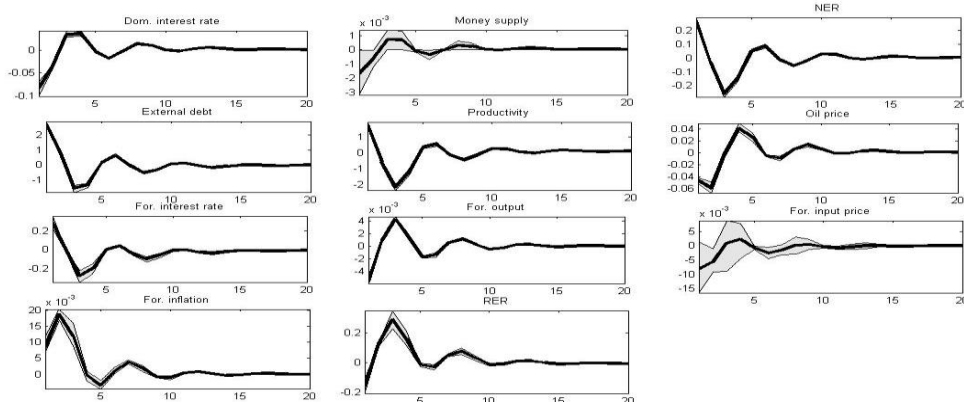 Dom. interest rate
0
-0.05
-0.1
5 10 15 20
Money supply
x 10⁻³
1
0
-1
-2
-3
5 10 15 20
NER
0.2
0.1
0
-0.1
-0.2
5 10 15 20
External debt
2
1
0
-1
5 10 15 20
Productivity
1
0
-1
-2
5 10 15 20
Oil price
0.04
0.02
0
-0.02
-0.04
-0.06
5 10 15 20
For. interest rate
0.2
0
-0.2
5 10 15 20
For. output
x 10⁻³
4
2
0
-2
-4
5 10 15 20
For. input price
x 10⁻³
5
0
-5
-10
-15
5 10 15 20
For. inflation
x 10⁻³
20
15
10
5
0
5 10 15 20
RER
0.2
0
-0.2
5 10 15 20